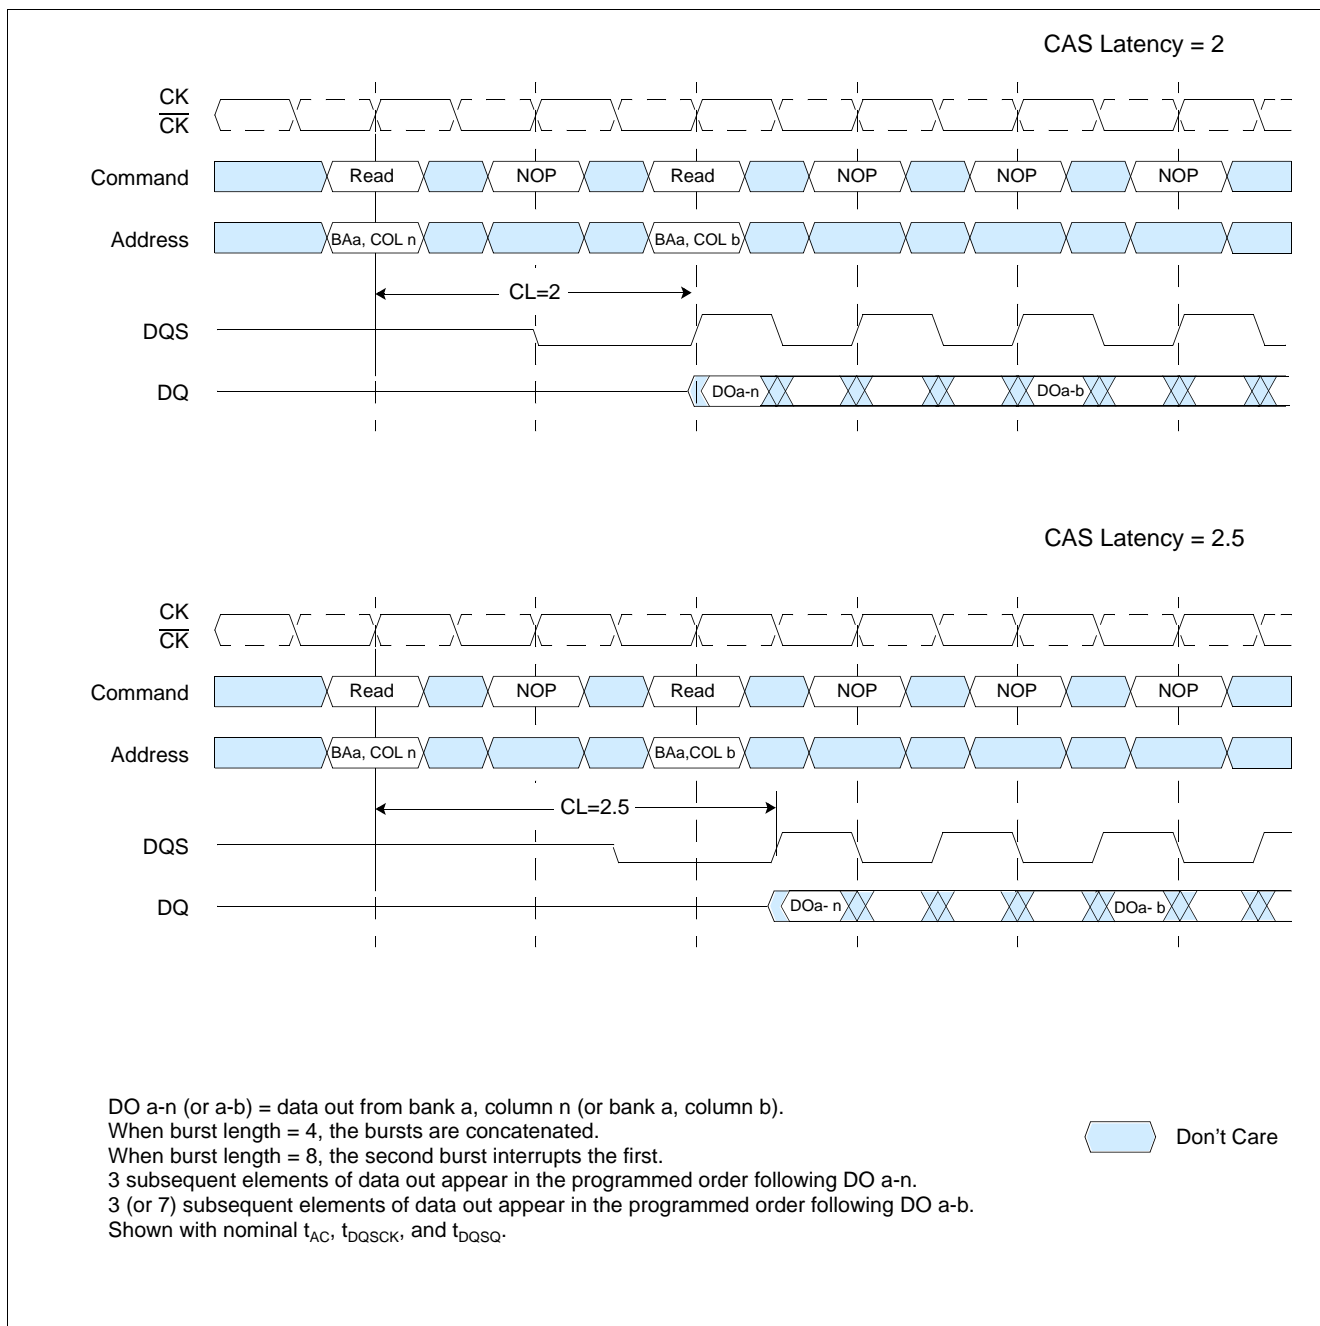 CAS Latency = 2
CK
CK
Command
Read
NOP
Read
NOP
NOP
NOP
Address
BAa, COL n
BAa, COL b
CL=2
DQS
DQ
DOa-n
DOa-b
CAS Latency = 2.5
CK
CK
Command
Read
NOP
Read
NOP
NOP
NOP
Address
BAa, COL n
BAa,COL b
CL=2.5
DQS
DQ
DOa- n
DOa- b
DO a-n (or a-b) = data out from bank a, column n (or bank a, column b).
When burst length = 4, the bursts are concatenated.
When burst length = 8, the second burst interrupts the first.
3 subsequent elements of data out appear in the programmed order following DO a-n.
3 (or 7) subsequent elements of data out appear in the programmed order following DO a-b.
Shown with nominal tAC, tDQSCK, and tDQSQ.
Don't Care